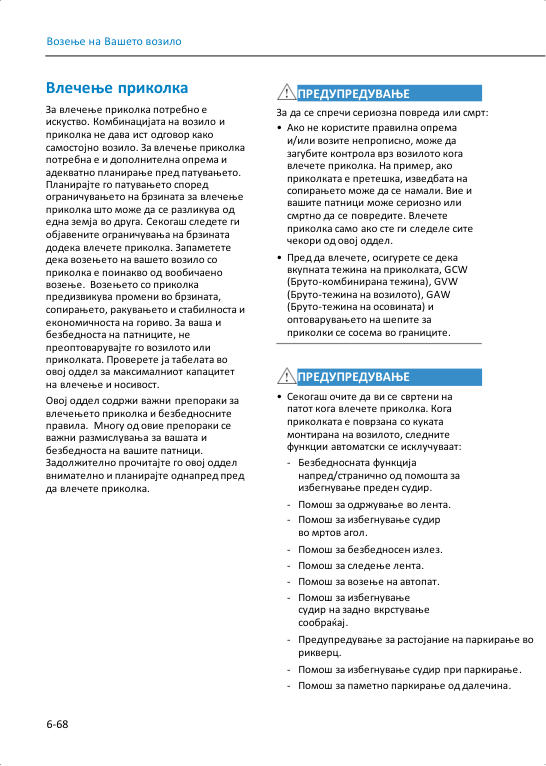 Возење на Вашето возило
Влечење приколка
За влечење приколка потребно е
искуство. Комбинацијата на возило и
приколка не дава ист одговор како
самостојно возило. За влечење приколка
потребна е и дополнителна опрема и
адекватно планирање пред патувањето.
Планирајте го патувањето според
ограничувањето на брзината за влечење
приколка што може да се разликува од
една земја во друга. Секогаш следете ги
објавените ограничувања на брзината
додека влечете приколка. Запаметете
дека возењето на вашето возило со
приколка е поинакво од вообичаено
возење.  Возењето со приколка
предизвикува промени во брзината,
сопирањето, ракувањето и стабилноста и
економичноста на гориво. За ваша и
безбедноста на патниците, не
преоптоварувајте го возилото или
приколката. Проверете ја табелата во
овој оддел за максималниот капацитет
на влечење и носивост.
Овој оддел содржи важни препораки за
влечењето приколка и безбедносните
правила.  Многу од овие препораки се
важни размислувања за вашата и
безбедноста на вашите патници.
Задолжително прочитајте го овој оддел
внимателно и планирајте однапред пред
да влечете приколка.
ПРЕДУПРЕДУВАЊЕ
За да се спречи сериозна повреда или смрт:
• Ако не користите правилна опрема
и/или возите неправилно, може да
загубите контрола врз возилото кога
влечете приколка. На пример, ако
приколката е претешка, изведбата на
сопирањето може да се намали. Вие и
вашите патници може сериозно или
смртно да се повредите. Влечете
приколка само ако сте ги следеле сите
чекори од овој оддел.
• Пред да влечете, осигурете се дека
вкупната тежина на приколката, GCW
(Бруто-комбинирана тежина), GVW
(Бруто-тежина на возилото), GAW
(Бруто-тежина на осовината) и
оптоварувањето на шепите за
приколки се сосема во границите.
ПРЕДУПРЕДУВАЊЕ
• Секогаш очите да ви се свртени на
патот кога влечете приколка. Кога
приколката е поврзана со куката
монтирана на возилото, следните
функции автоматски се исклучуваат:
- Безбедносната функција
напред/странично од помошта за
избегнување преден судир.
- Помош за одржување во лента.
- Помош за избегнување судир
во мртов агол.
- Помош за безбедносен излез.
- Помош за следење лента.
- Помош за возење на автопат.
- Помош за избегнување
судир на задно вкрстување
сообраќај.
- Предупредување за растојание на паркирање во
рикверц.
- Помош за избегнување судир при паркирање.
- Помош за паметно паркирање од далечина.
6-68